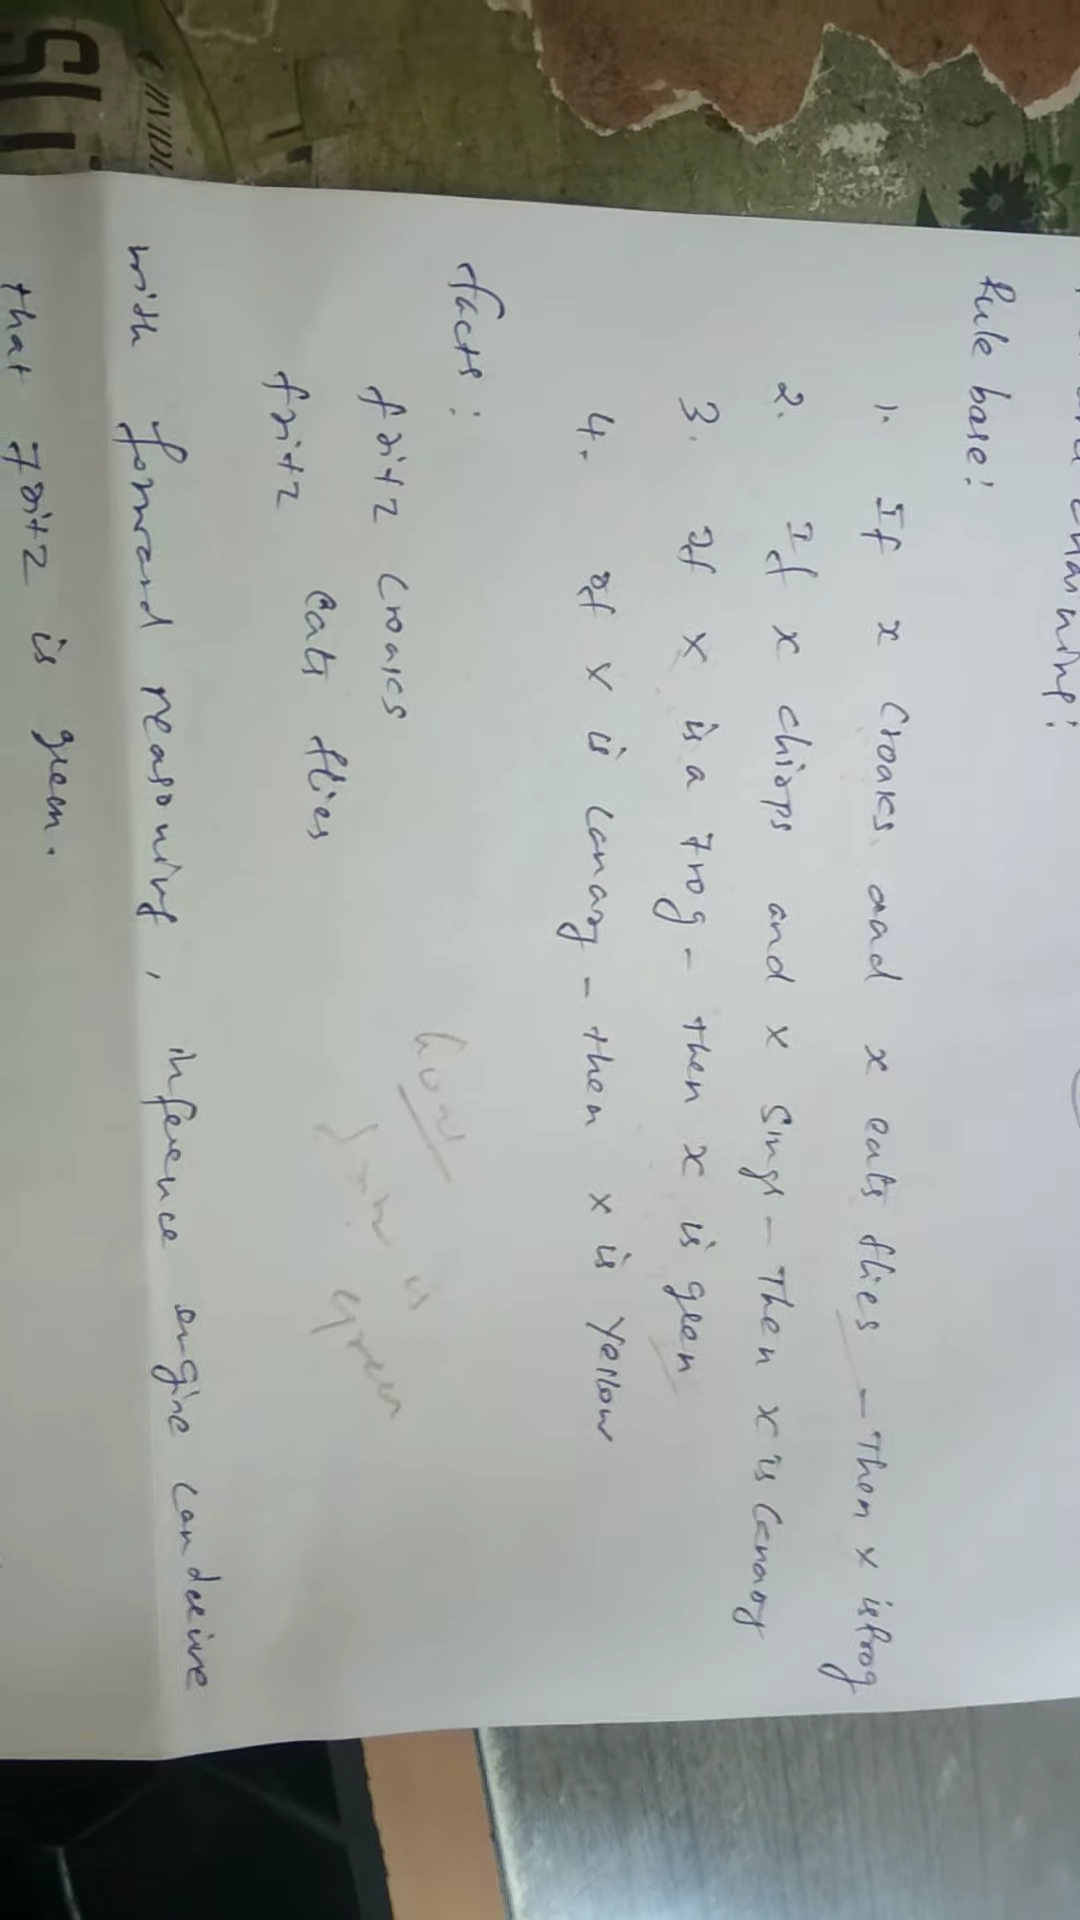 chaining:
Rule base:
1. If x croaks and x eats flies - Then x is frog
2. If x chirps and x Sings - Then x is Canary
3. If x is a frog - then x is green
4. If x is canary - then x is yellow
facts:
fritz croaks
fritz eats flies
Goal
is
green
with forward reasoning, inference engine can derive
that fritz is green.